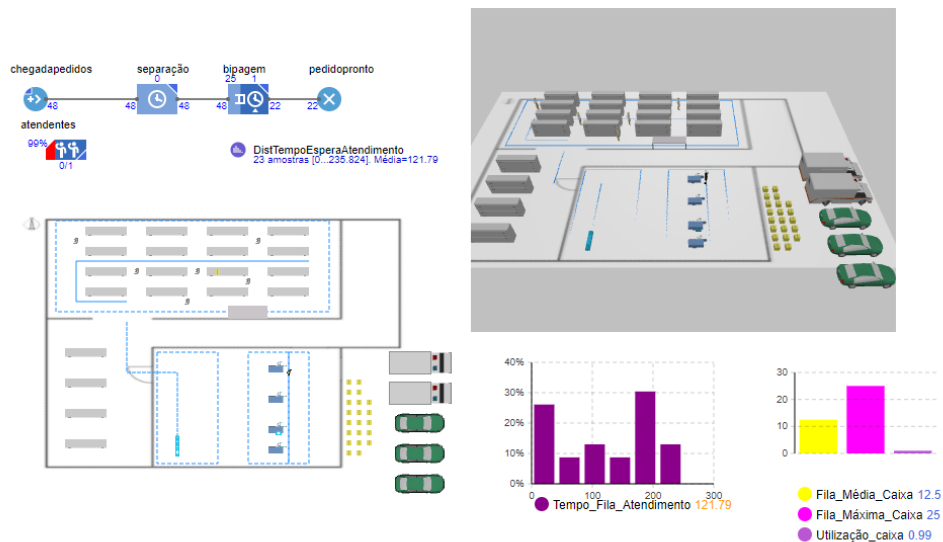 chegadapedidos
separação
bipagem
pedidopronto
0
25
1
48
48
48
48
22
22
atendentes
99%
0/1
DistTempoEsperaAtendimento
23 amostras [0...235.824]. Média=121.79
40%
30%
20%
10%
0%
0
100
200
300
Tempo_Fila_Atendimento 121.79
30
20
10
0
Fila_Média_Caixa 12.5
Fila_Máxima_Caixa 25
Utilização_caixa 0.99